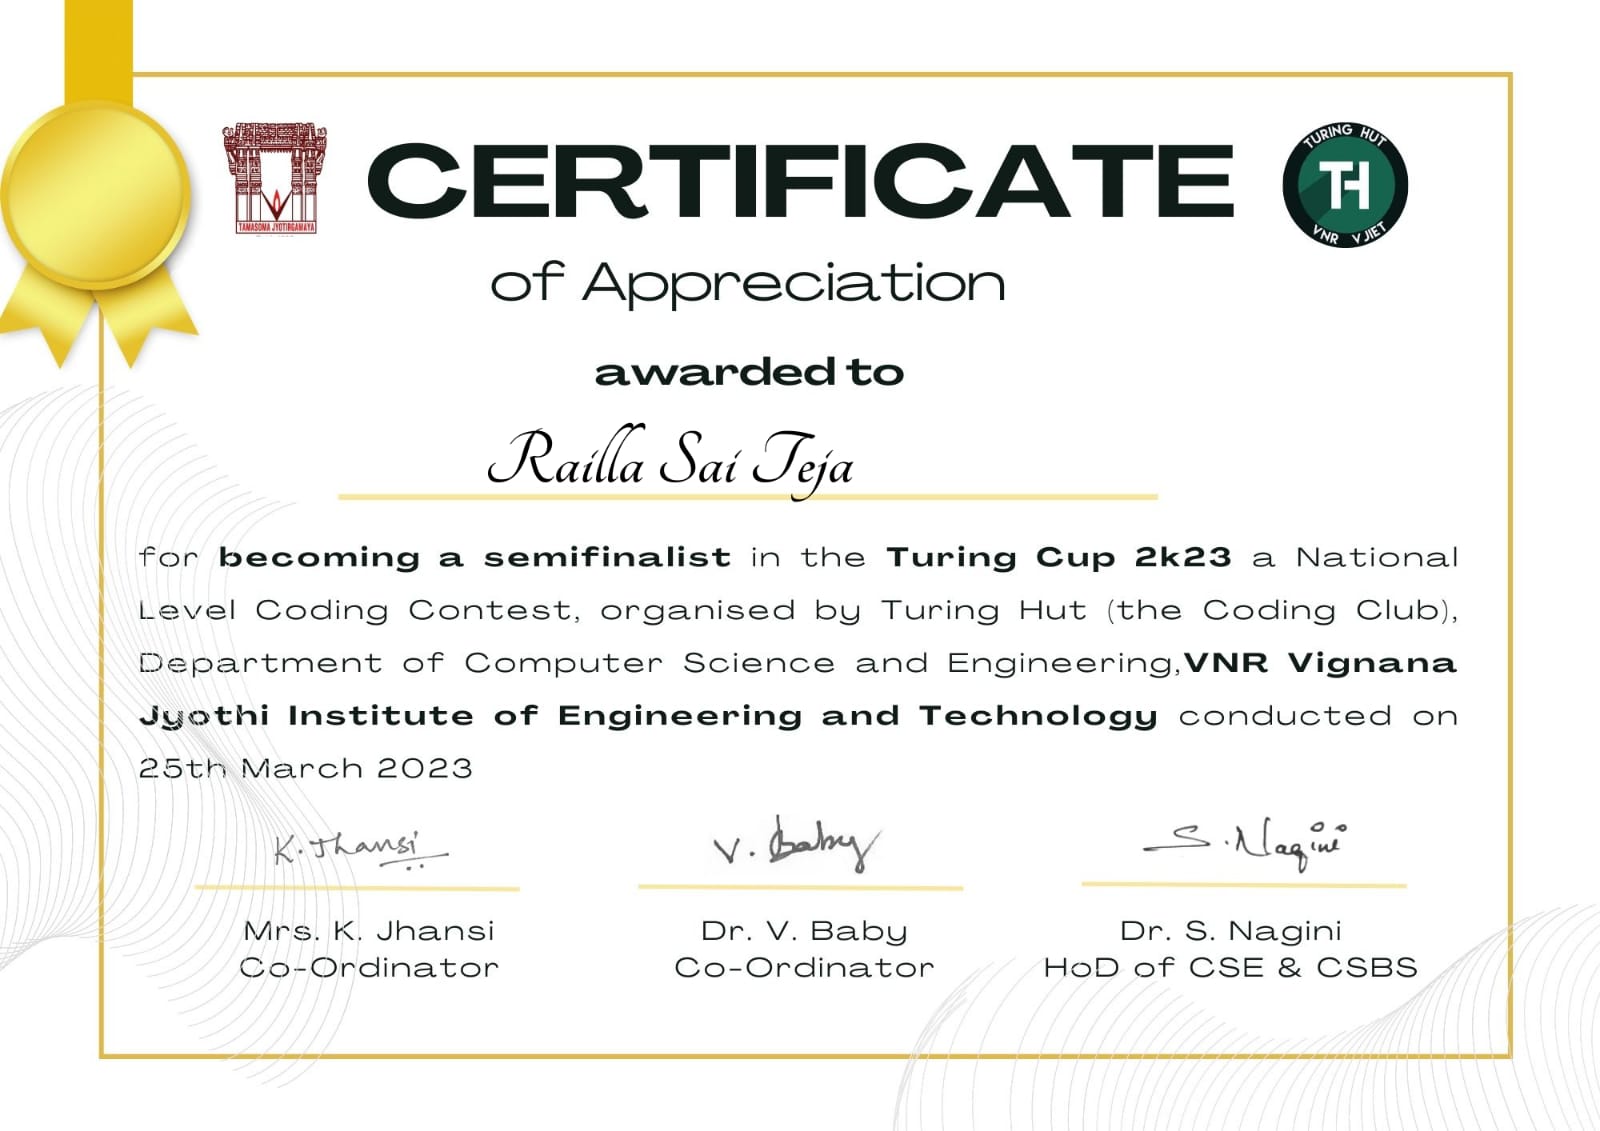 CERTIFICATE
TAMASOMA JYOTIRGAMAYA
TURING HUT
TH
VNR VJIET
of Appreciation
awarded to
Railla Sai Teja
for becoming a semifinalist in the Turing Cup 2k23 a National
Level Coding Contest, organised by Turing Hut (the Coding Club),
Department of Computer Science and Engineering,VNR Vignana
Jyothi Institute of Engineering and Technology conducted on
25th March 2023
K. Jhansi
V. Baby
S. Nagini
Mrs. K. Jhansi
Co-Ordinator
Dr. V. Baby
Co-Ordinator
Dr. S. Nagini
HoD of CSE & CSBS